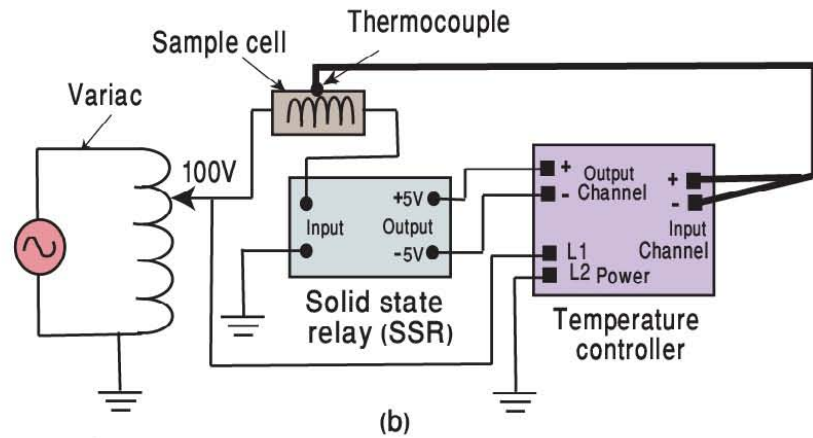 Thermocouple
Sample cell
Variac
100V
+5V
Input
Output
-5V
Solid state
relay (SSR)
+
Output
- Channel
+
-
Input
Channel
L1
L2 Power
Temperature
controller
(b)